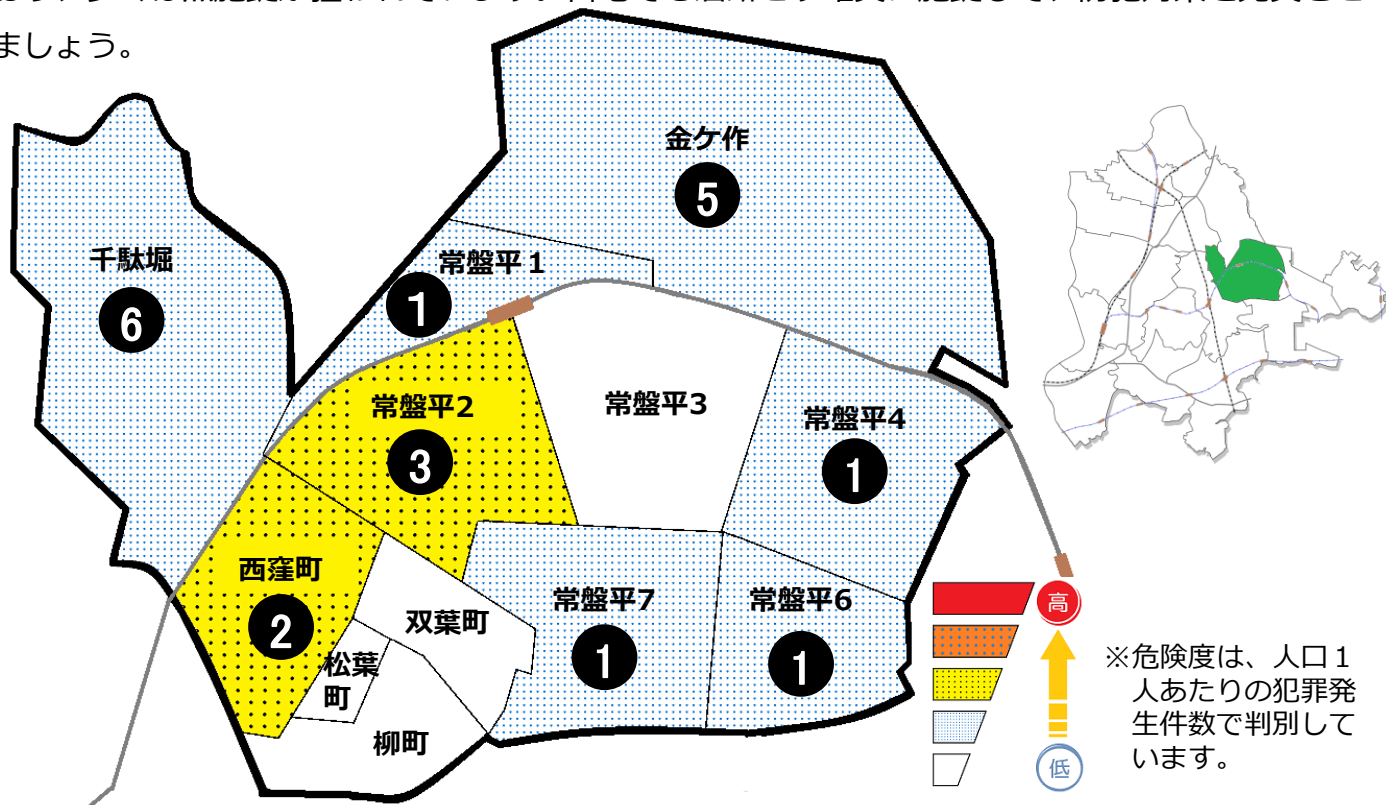 ましょう。
金ケ作
5
千駄堀
6
常盤平1
1
常盤平2
3
常盤平3
常盤平4
1
西窪町
2
双葉町
松葉
町
柳町
常盤平7
1
常盤平6
1
高
低
※危険度は、人口1
人あたりの犯罪発
生件数で判別して
います。